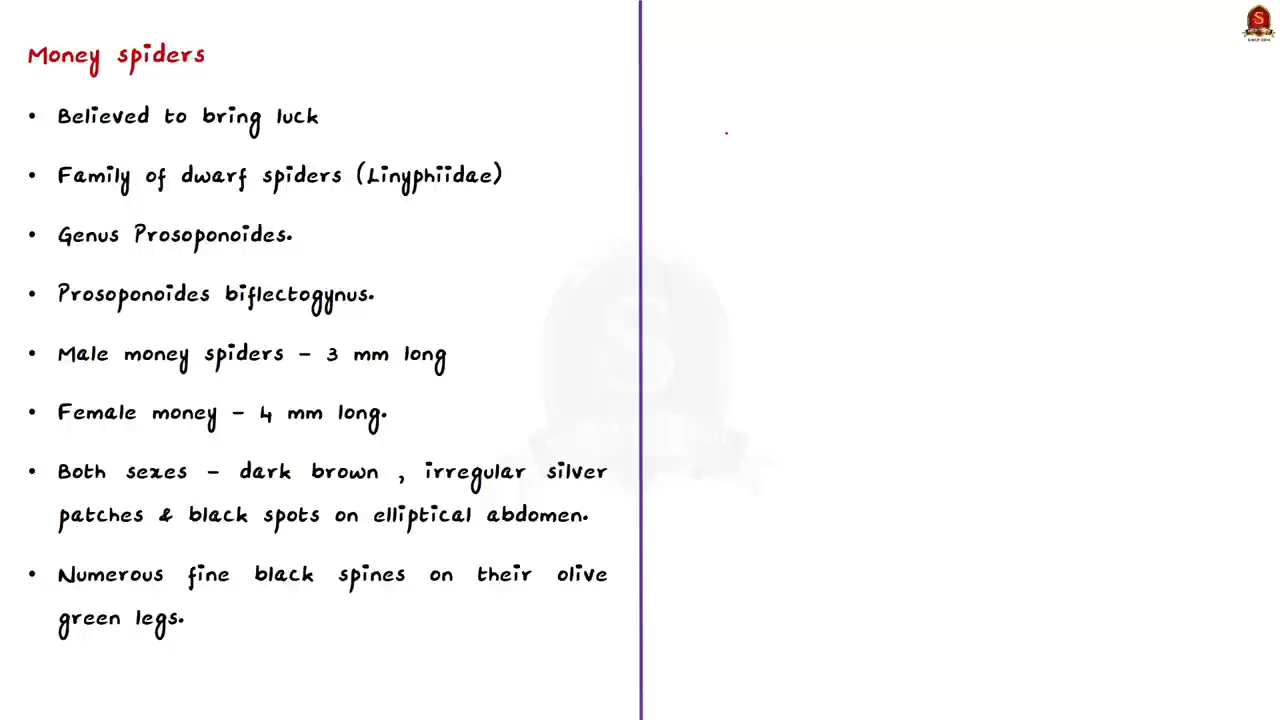 Money spiders
• Believed to bring luck
• Family of dwarf spiders (Linyphiidae)
• Genus Prosoponoides.
• Prosoponoides biflectogynus.
• Male money spiders – 3 mm long
• Female money – 4 mm long.
• Both sexes – dark brown , irregular silver
patches & black spots on elliptical abdomen.
• Numerous fine black spines on their olive
green legs.
S
SINCE 2004
S